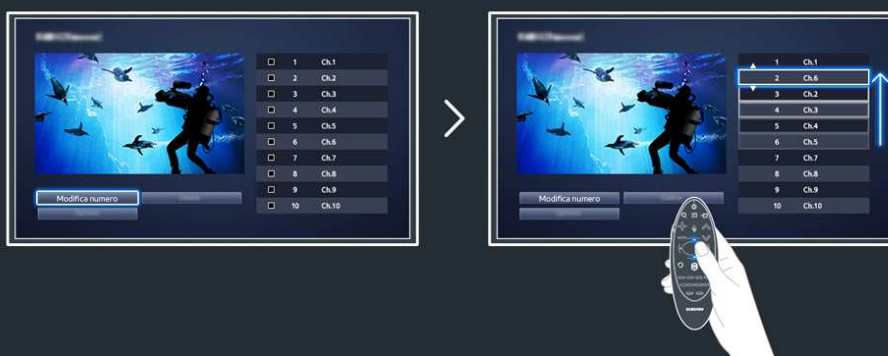 1 Ch.1
2 Ch.2
3 Ch.3
4 Ch.4
5 Ch.5
6 Ch.6
7 Ch.7
8 Ch.8
9 Ch.9
10 Ch.10
Modifica numero
1 Ch.1
2 Ch.6
3 Ch.2
4 Ch.3
5 Ch.4
6 Ch.5
7 Ch.7
8 Ch.8
9 Ch.9
10 Ch.10
Modifica numero
SAMSUNG